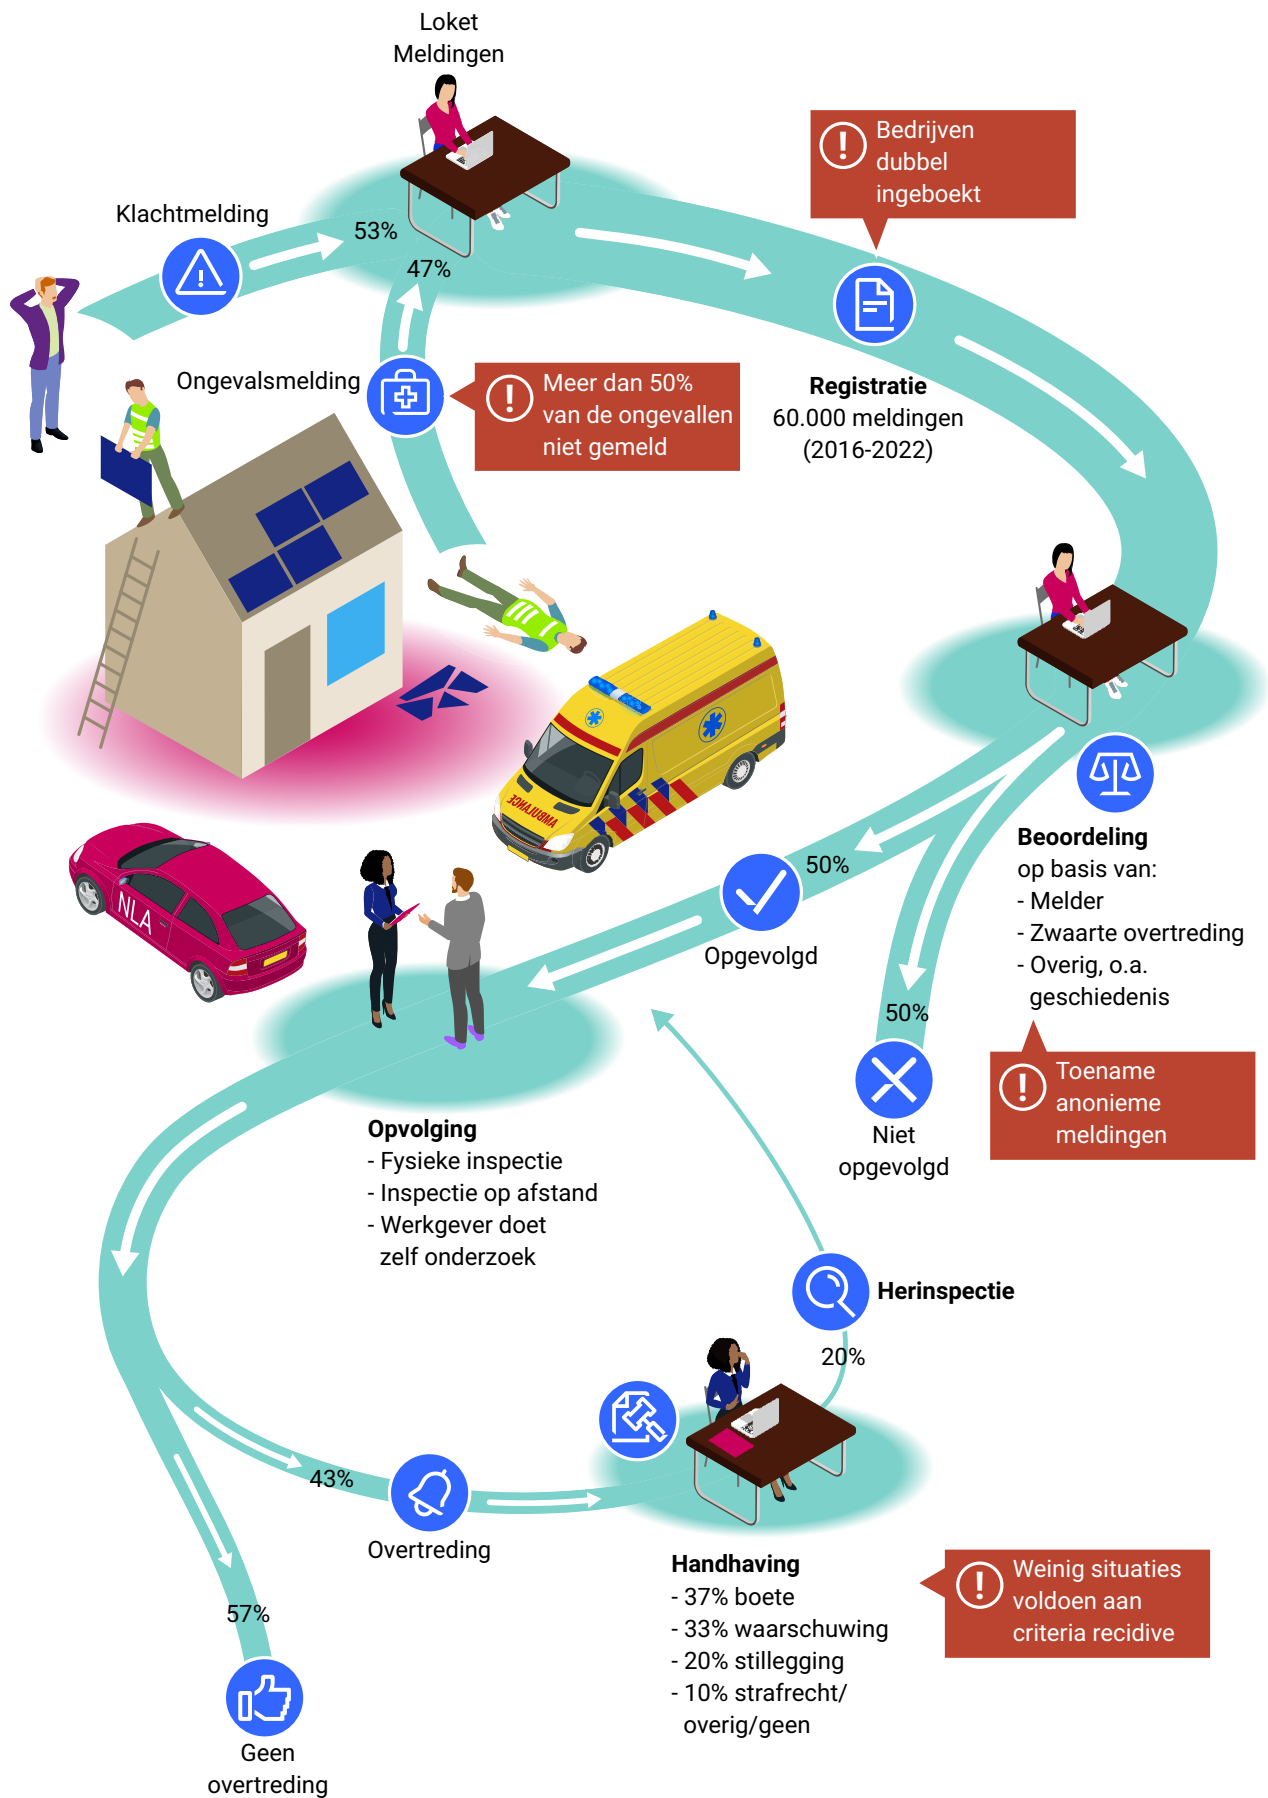 Loket
Meldingen
Bedrijven
dubbel
ingeboekt
Klachtmelding
53%
47%
Ongevalsmelding
Meer dan 50%
van de ongevallen
niet gemeld
Registratie
60.000 meldingen
(2016-2022)
AMBULANCE
NLA
Beoordeling
op basis van:
- Melder
- Zwaarte overtreding
- Overig, o.a.
geschiedenis
50%
Opgevolgd
50%
Niet
opgevolgd
Toename
anonieme
meldingen
Opvolging
- Fysieke inspectie
- Inspectie op afstand
- Werkgever doet
zelf onderzoek
Herinspectie
20%
43%
Overtreding
Handhaving
- 37% boete
- 33% waarschuwing
- 20% stillegging
- 10% strafrecht/
overig/geen
Weinig situaties
voldoen aan
criteria recidive
57%
Geen
overtreding